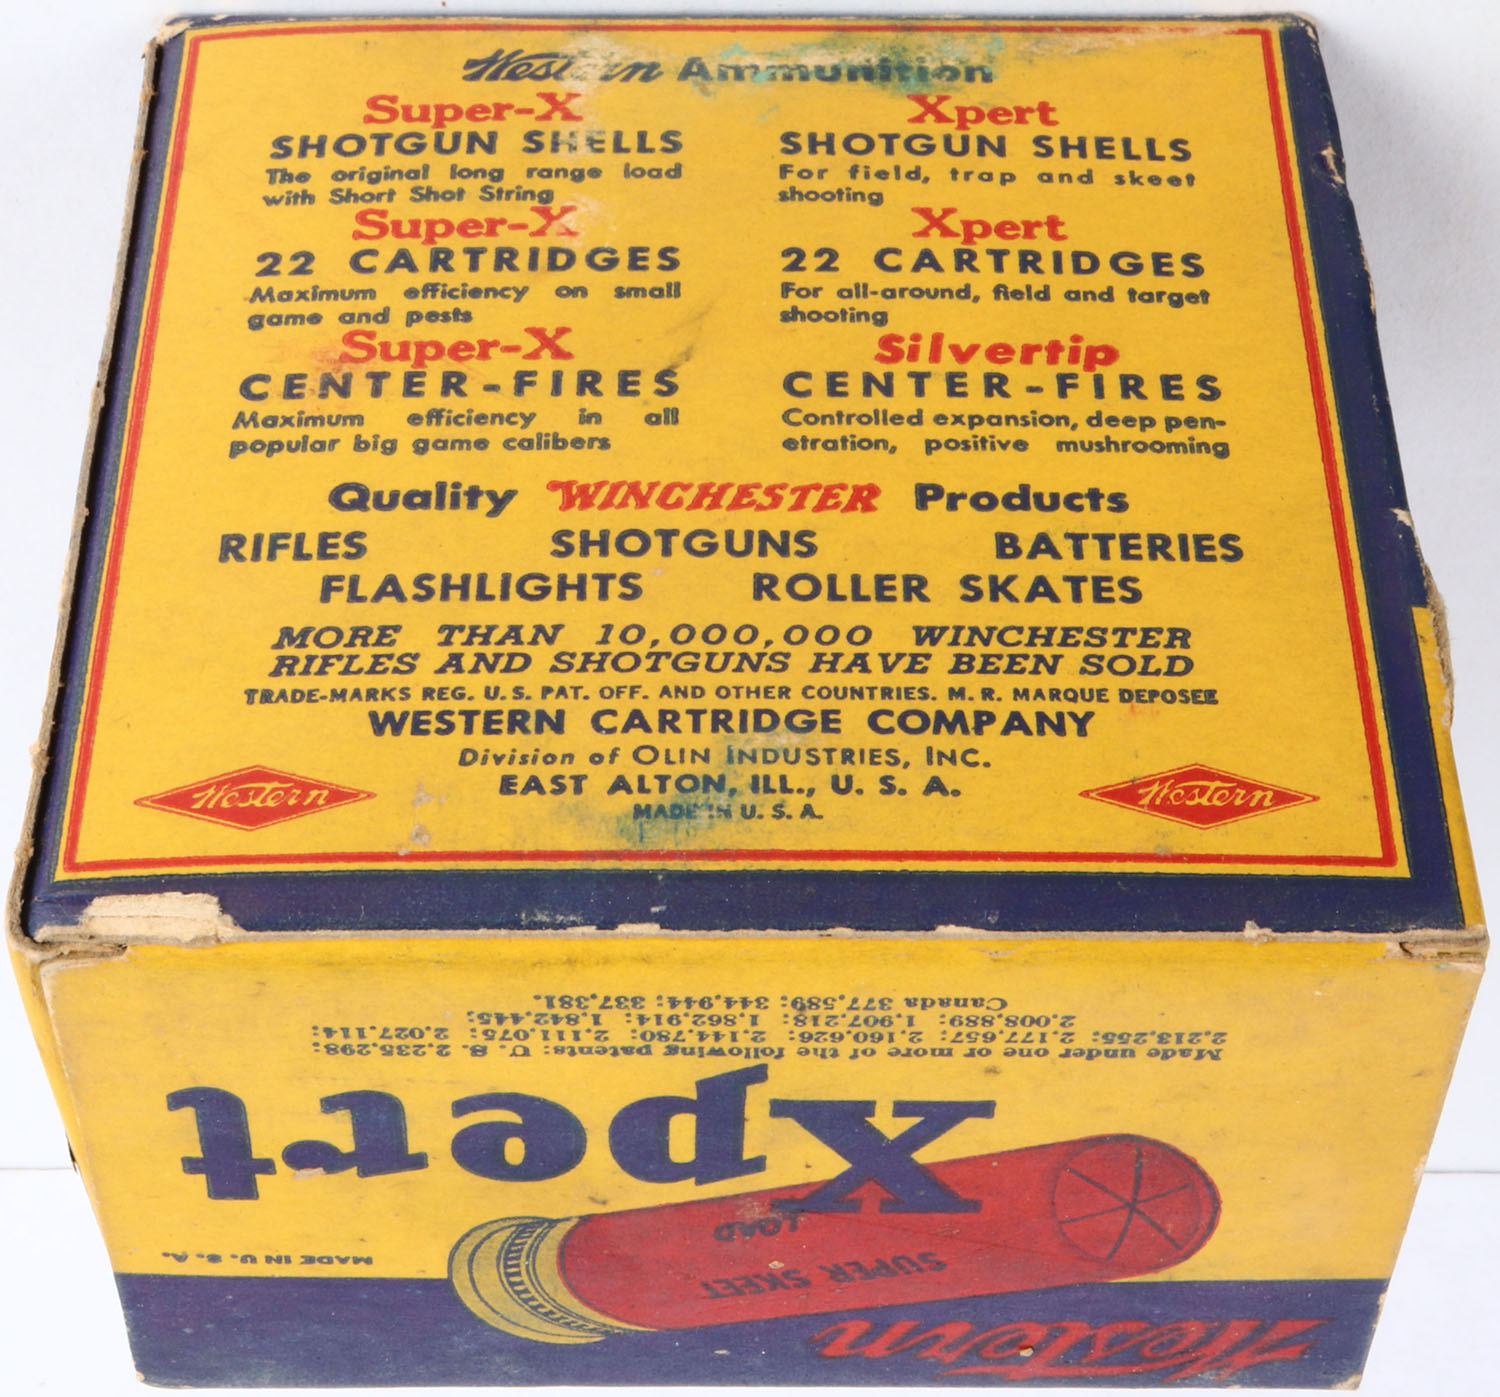 Western Ammunition
Super-X
SHOTGUN SHELLS
The original long range load
with Short Shot String
Super-X
22 CARTRIDGES
Maximum efficiency on small
game and pests
Super-X
CENTER-FIRES
Maximum efficiency in all
popular big game calibers
Xpert
SHOTGUN SHELLS
For field, trap and skeet
shooting
Xpert
22 CARTRIDGES
For all-around, field and target
shooting
Silvertip
CENTER-FIRES
Controlled expansion, deep pen-
etration, positive mushrooming
Quality WINCHESTER Products
RIFLES SHOTGUNS BATTERIES
FLASHLIGHTS ROLLER SKATES
MORE THAN 10,000,000 WINCHESTER
RIFLES AND SHOTGUNS HAVE BEEN SOLD
TRADE-MARKS REG. U.S. PAT. OFF. AND OTHER COUNTRIES. M. R. MARQUE DEPOSEE
WESTERN CARTRIDGE COMPANY
Division of OLIN INDUSTRIES, INC.
EAST ALTON, ILL., U. S. A.
MADE IN U. S. A.
Western
Western
Western
SUPER SKEET
LOAD
MADE IN U. S. A.
Xpert
Made under one or more of the following patents: U. S. 2,235,298;
2,213,255; 2,177,657; 2,160,626; 2,144,780; 2,111,075; 2,027,114;
2,008,889; 1,907,218; 1,862,914; 1,842,445;
Canada 377,589; 344,944; 337,381.